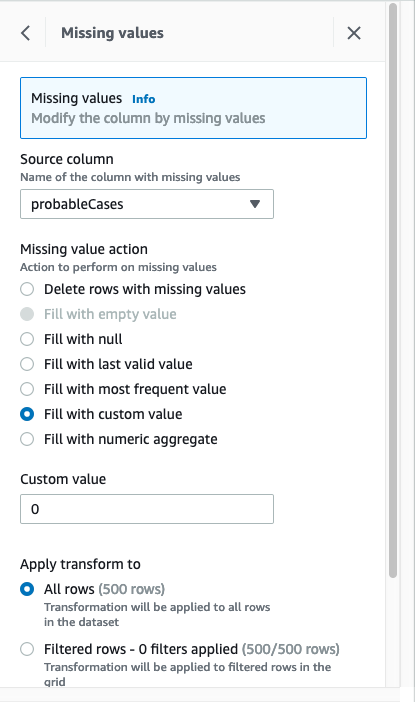 Missing values
Missing values Info
Modify the column by missing values
Source column
Name of the column with missing values
probableCases
Missing value action
Action to perform on missing values
Delete rows with missing values
Fill with empty value
Fill with null
Fill with last valid value
Fill with most frequent value
Fill with custom value
Fill with numeric aggregate
Custom value
0
Apply transform to
All rows (500 rows)
Transformation will be applied to all rows
in the dataset
Filtered rows - 0 filters applied (500/500 rows)
Transformation will be applied to filtered rows in the
grid